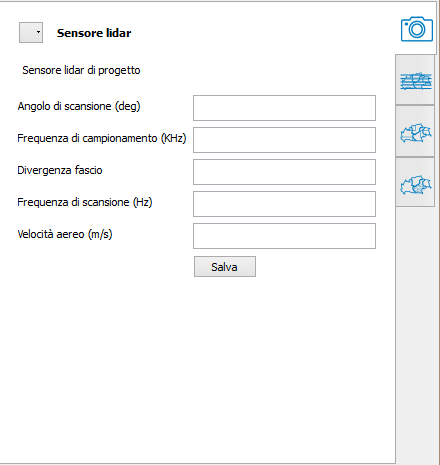 Sensore lidar
Sensore lidar di progetto
Angolo di scansione (deg)
Frequenza di campionamento (KHz)
Divergenza fascio
Frequenza di scansione (Hz)
Velocità aereo (m/s)
Salva